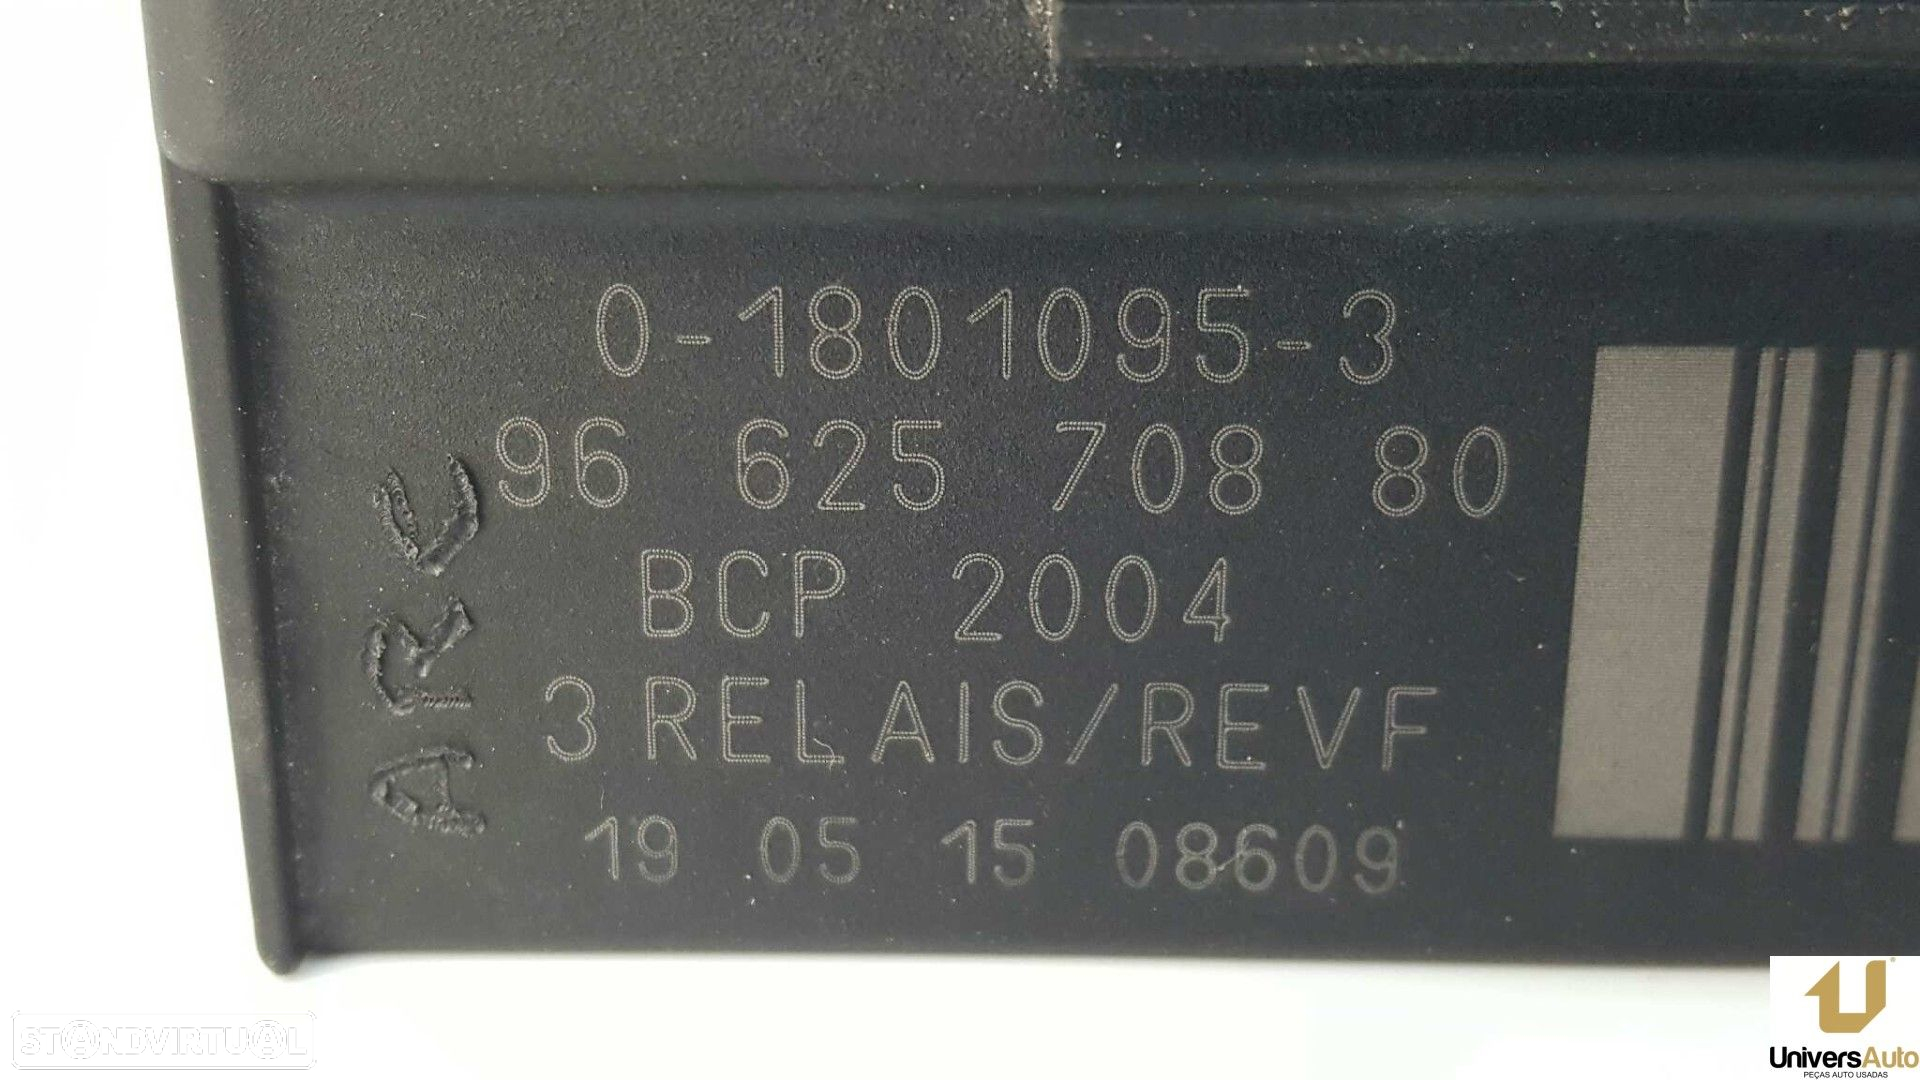 0-1801095-3
96 625 708 80
BCP 2004
3 RELAIS/REVF
19 05 15 08609
ARC
STANDVIRTUAL
UniversAuto
PEÇAS AUTO USADAS